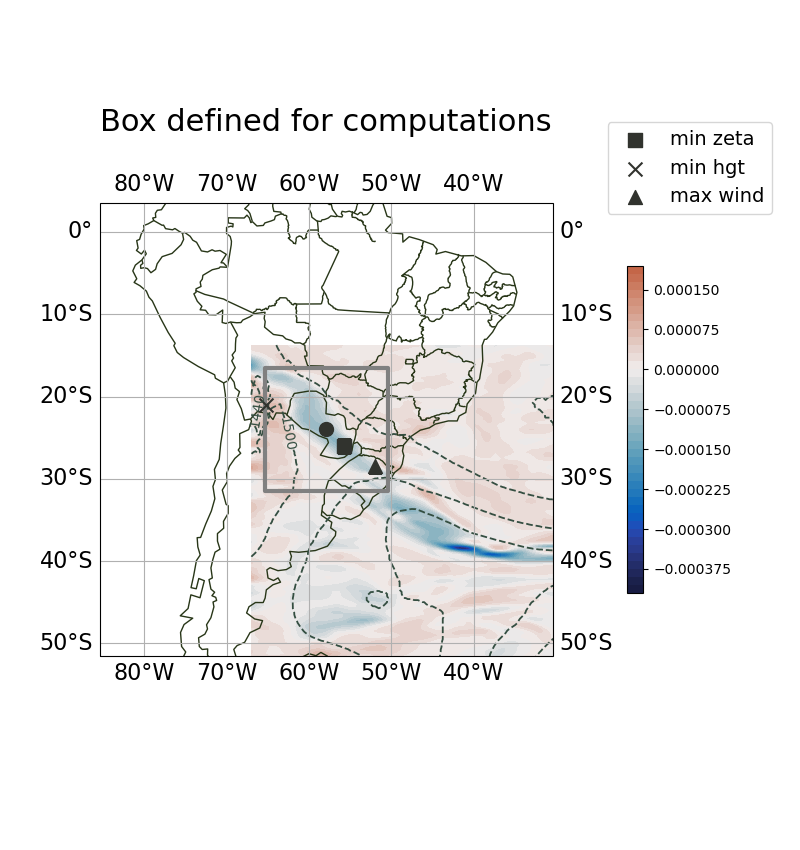 Box defined for computations
min zeta
min hgt
max wind
80°W 70°W 60°W 50°W 40°W
0° 0°
10°S 10°S
20°S 20°S
30°S 30°S
40°S 40°S
50°S 50°S
80°W 70°W 60°W 50°W 40°W
1500
0.000150
0.000075
0.000000
−0.000075
−0.000150
−0.000225
−0.000300
−0.000375